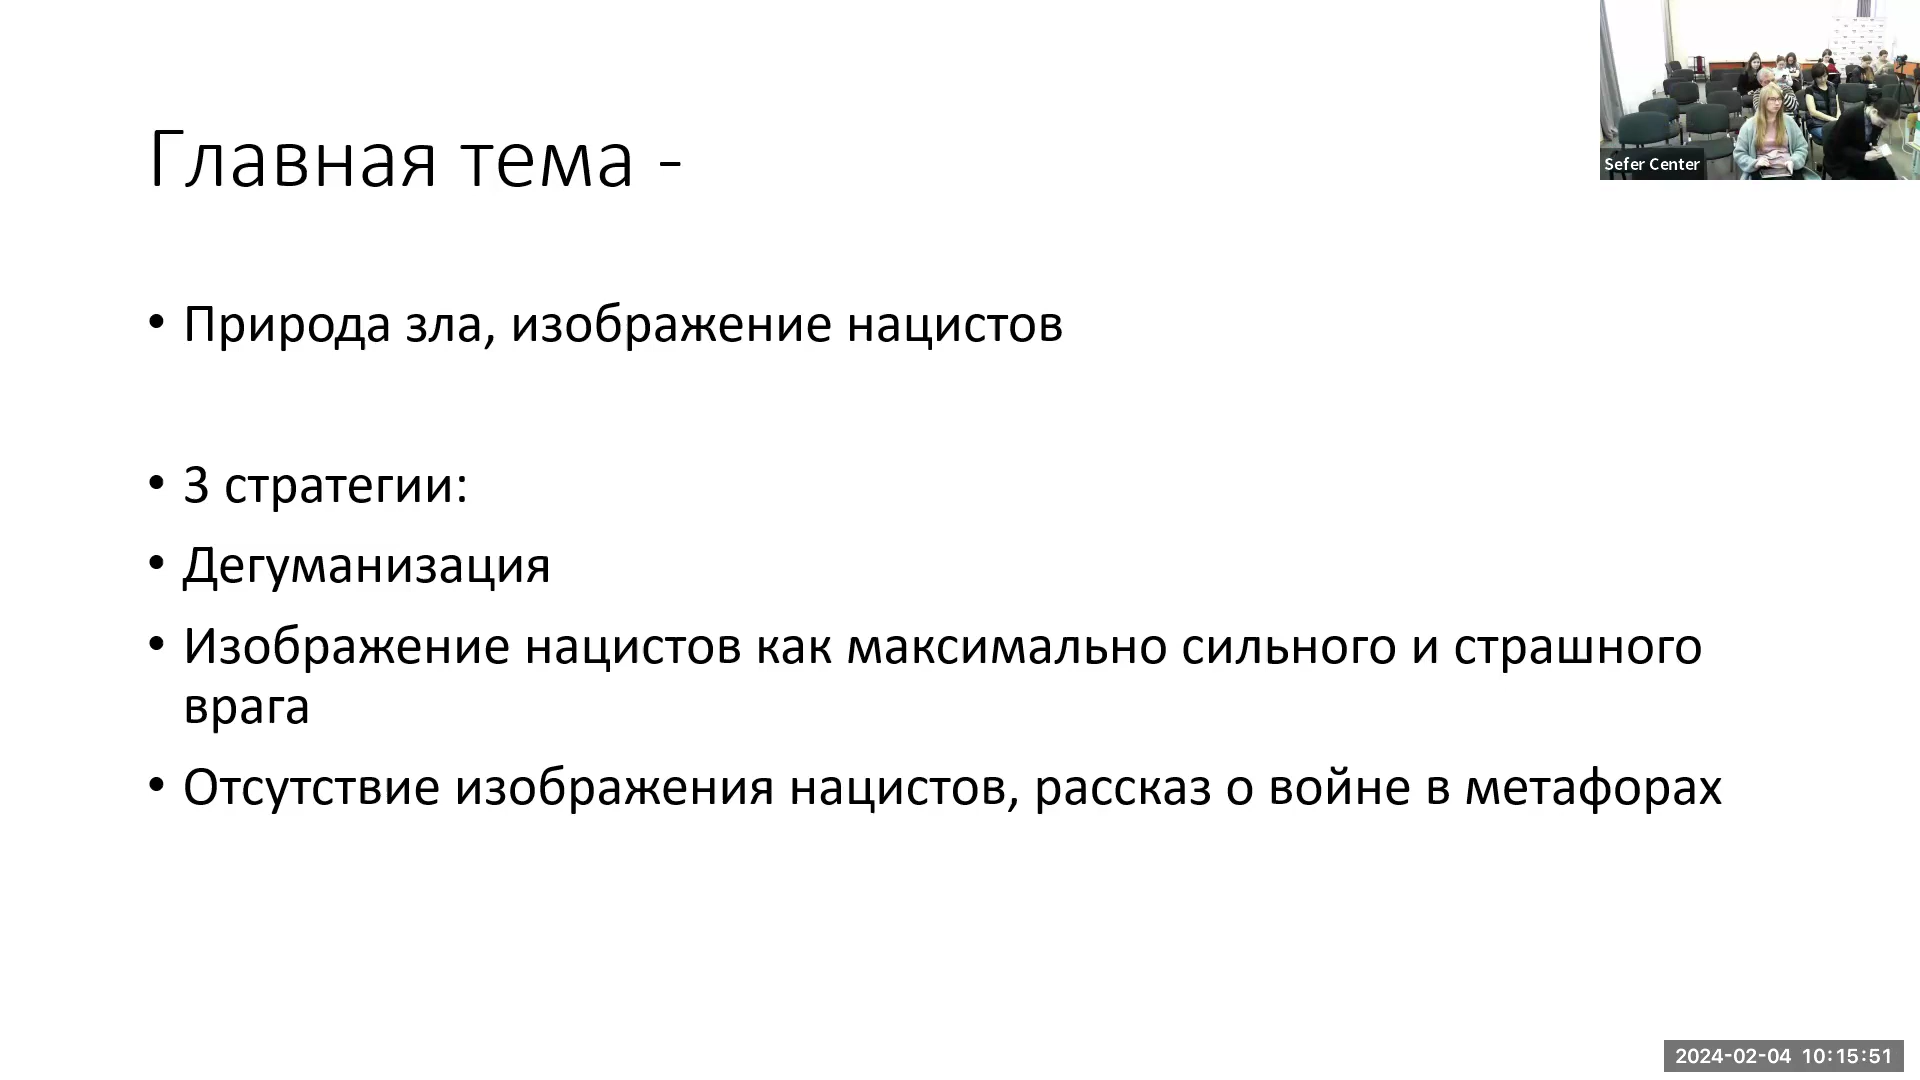 Главная тема -
Sefer Center
• Природа зла, изображение нацистов
• 3 стратегии:
• Дегуманизация
• Изображение нацистов как максимально сильного и страшного
врага
• Отсутствие изображения нацистов, рассказ о войне в метафорах
2024-02-04 10:15:51